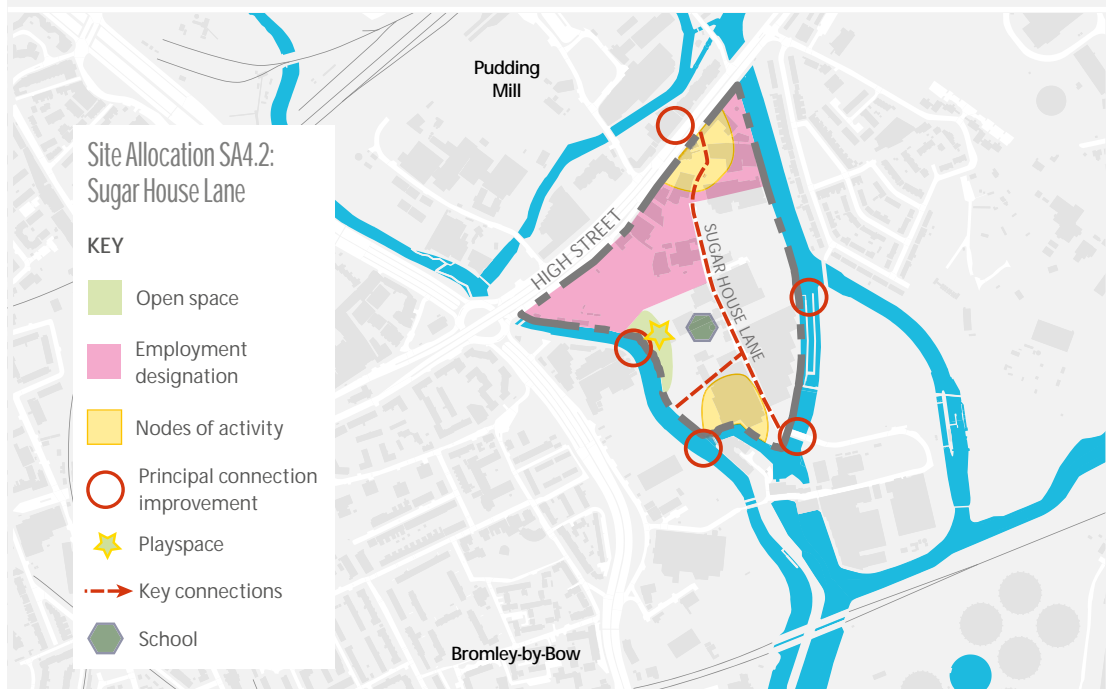 Pudding
Mill
Site Allocation SA4.2:
Sugar House Lane
KEY
Open space
Employment
designation
Nodes of activity
Principal connection
improvement
Playspace
Key connections
School
HIGH STREET
SUGAR HOUSE LANE
Bromley-by-Bow